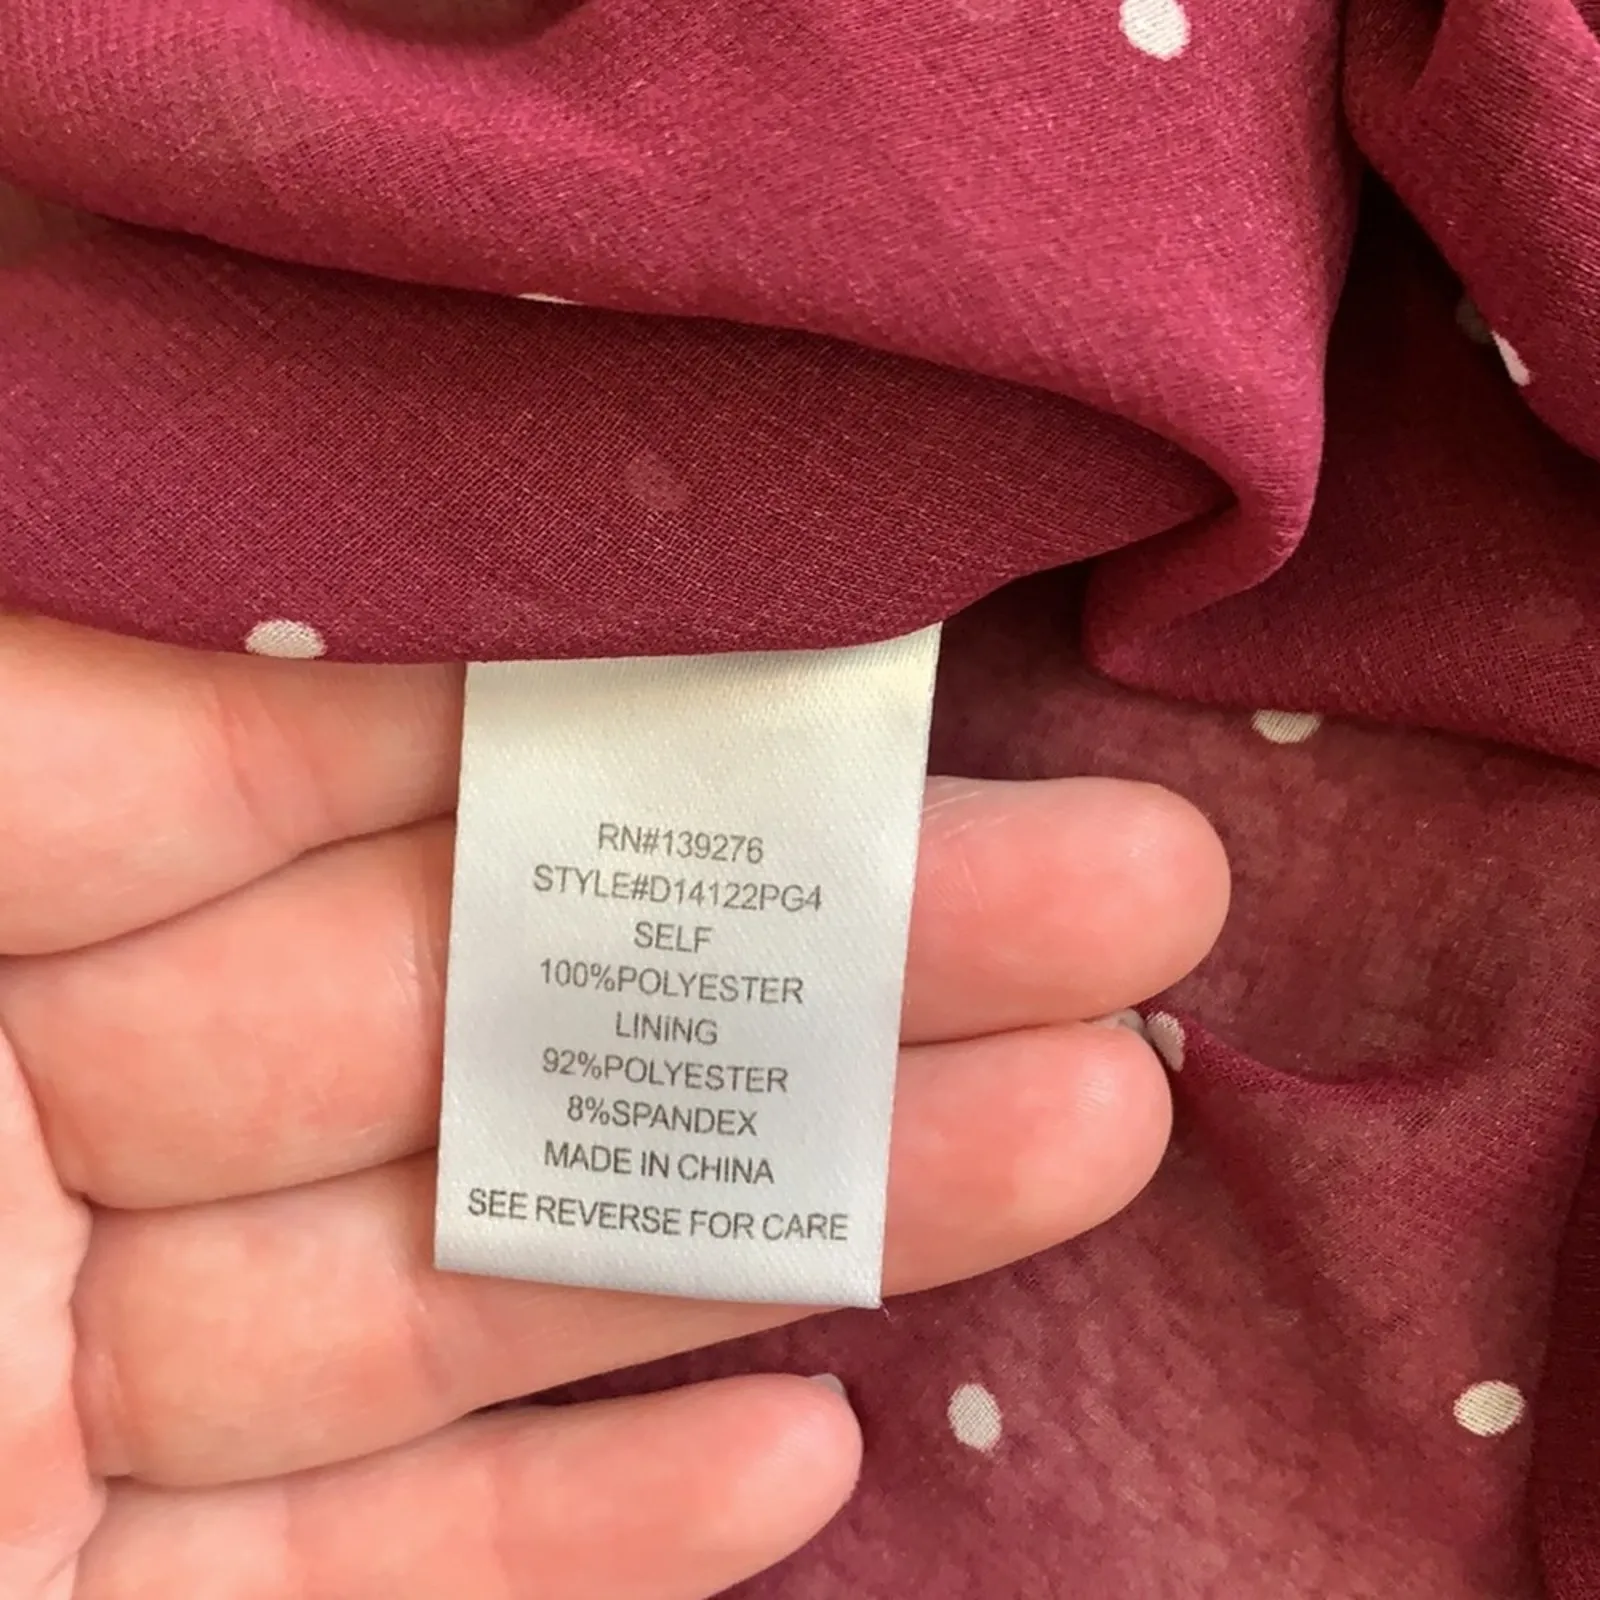 RN#139276
STYLE#D14122PG4
SELF
100%POLYESTER
LINING
92%POLYESTER
8%SPANDEX
MADE IN CHINA
SEE REVERSE FOR CARE